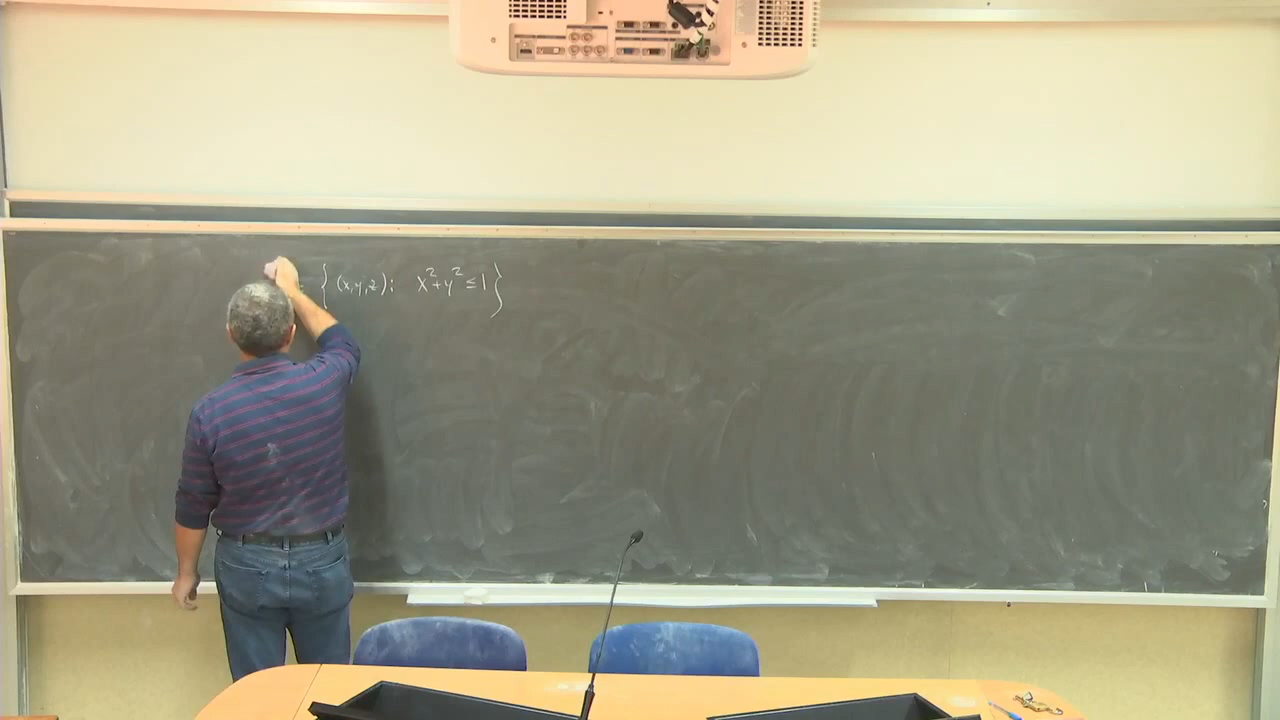 = { (x,y,z): x²+y² ≤ 1 }